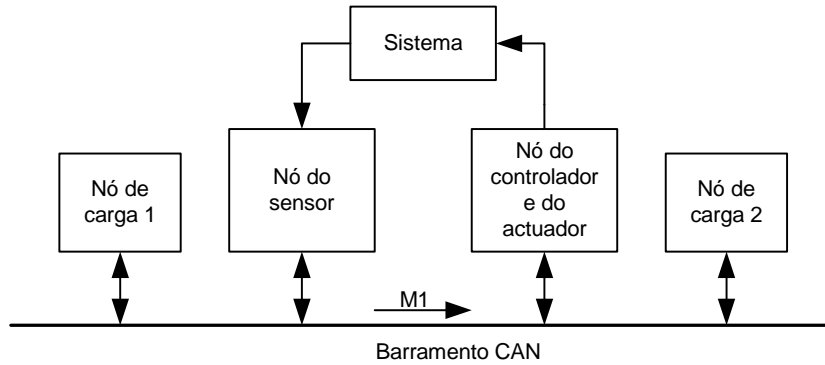 Sistema
Nó de
carga 1
Nó do
sensor
Nó do
controlador
e do
actuador
Nó de
carga 2
M1
Barramento CAN